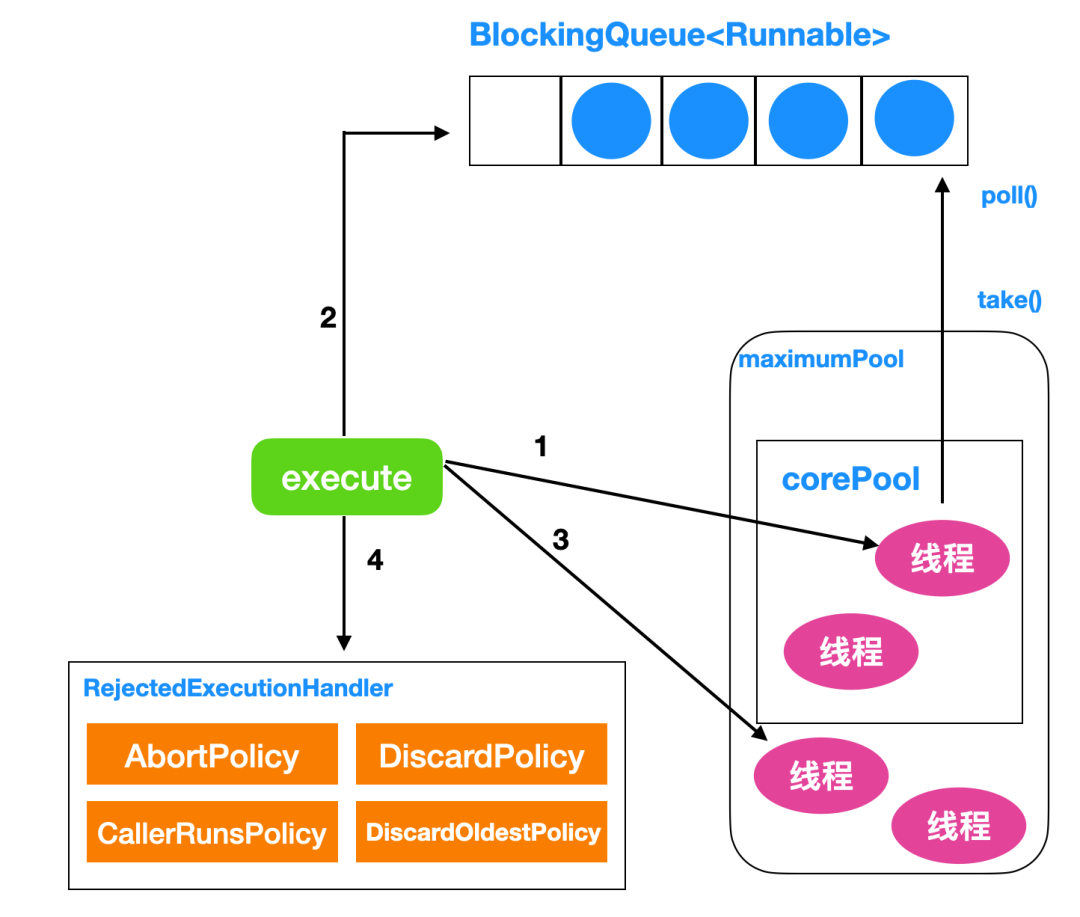 BlockingQueue<Runnable>
poll()
take()
2
maximumPool
1
execute
corePool
3
线程
4
线程
RejectedExecutionHandler
AbortPolicy
DiscardPolicy
线程
CallerRunsPolicy
DiscardOldestPolicy
线程